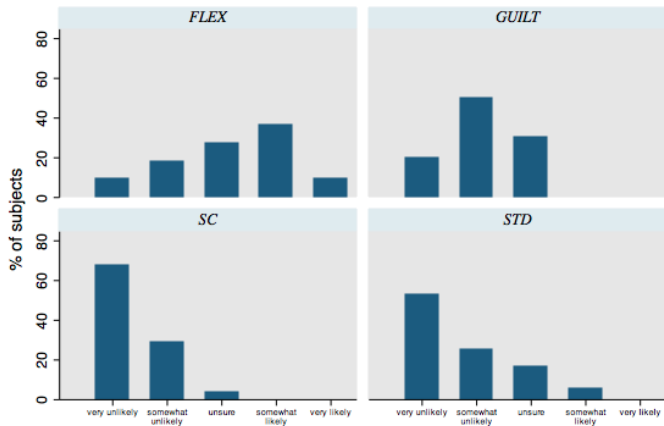 FLEX
GUILT
80
60
40
20
0
SC
STD
80
60
40
20
0
% of subjects
very unlikely
somewhat
unlikely
unsure
somewhat
likely
very likely
very unlikely
somewhat
unlikely
unsure
somewhat
likely
very likely